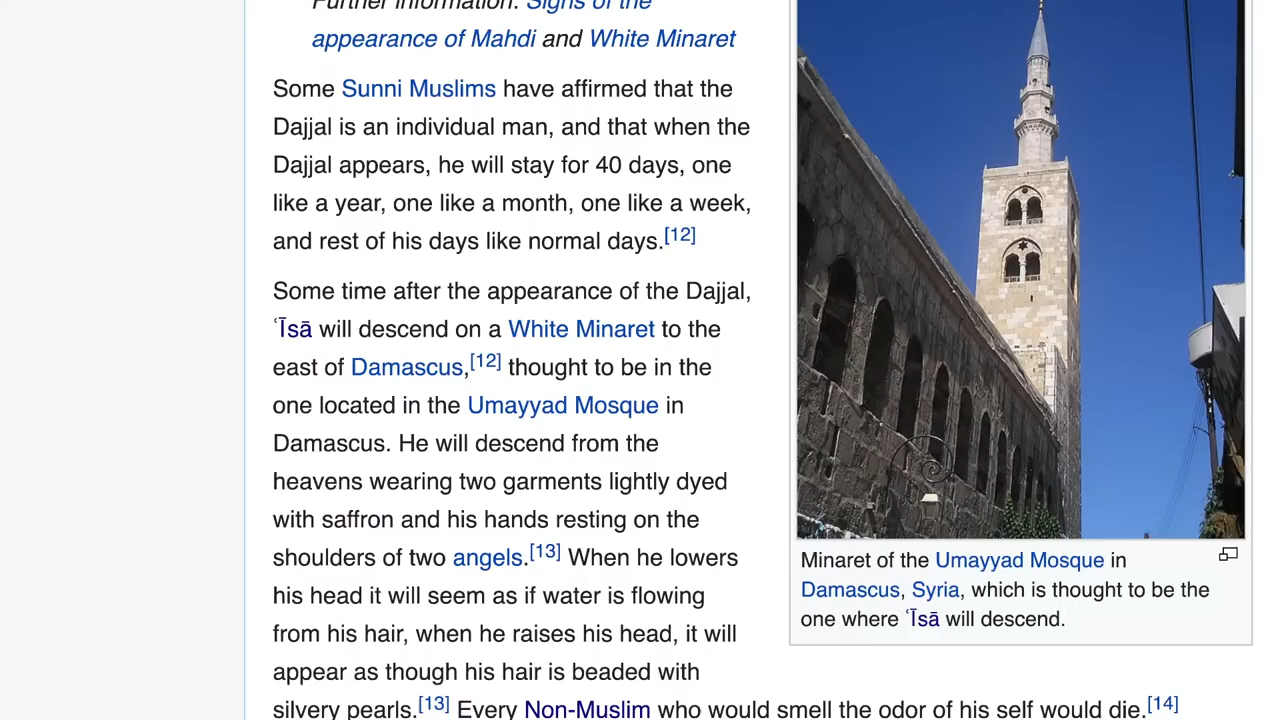 Further information: Signs of the
appearance of Mahdi and White Minaret
Some Sunni Muslims have affirmed that the
Dajjal is an individual man, and that when the
Dajjal appears, he will stay for 40 days, one
like a year, one like a month, one like a week,
and rest of his days like normal days.[12]
Some time after the appearance of the Dajjal,
ʿĪsā will descend on a White Minaret to the
east of Damascus,[12] thought to be in the
one located in the Umayyad Mosque in
Damascus. He will descend from the
heavens wearing two garments lightly dyed
with saffron and his hands resting on the
shoulders of two angels.[13] When he lowers
his head it will seem as if water is flowing
from his hair, when he raises his head, it will
appear as though his hair is beaded with
silvery pearls.[13] Every Non-Muslim who would smell the odor of his self would die.[14]
Minaret of the Umayyad Mosque in
Damascus, Syria, which is thought to be the
one where ʿĪsā will descend.